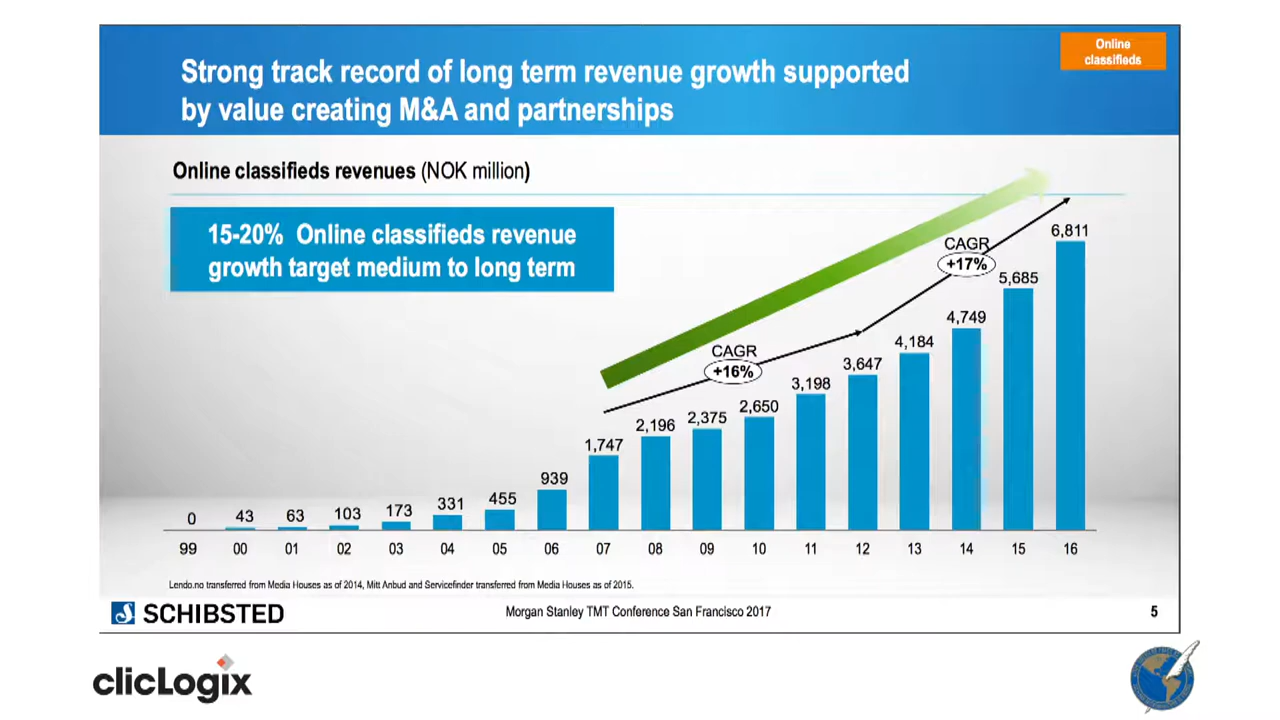 Online
classifieds
Strong track record of long term revenue growth supported
by value creating M&A and partnerships
Online classifieds revenues (NOK million)
15-20% Online classifieds revenue
growth target medium to long term
CAGR
+16%
CAGR
+17%
0 43 63 103 173 331 455 939 1,747 2,196 2,375 2,650 3,198 3,647 4,184 4,749 5,685 6,811
99 00 01 02 03 04 05 06 07 08 09 10 11 12 13 14 15 16
Lendo.no transferred from Media Houses as of 2014, Mitt Anbud and Servicefinder transferred from Media Houses as of 2015.
SCHIBSTED
Morgan Stanley TMT Conference San Francisco 2017
5
clicLogix